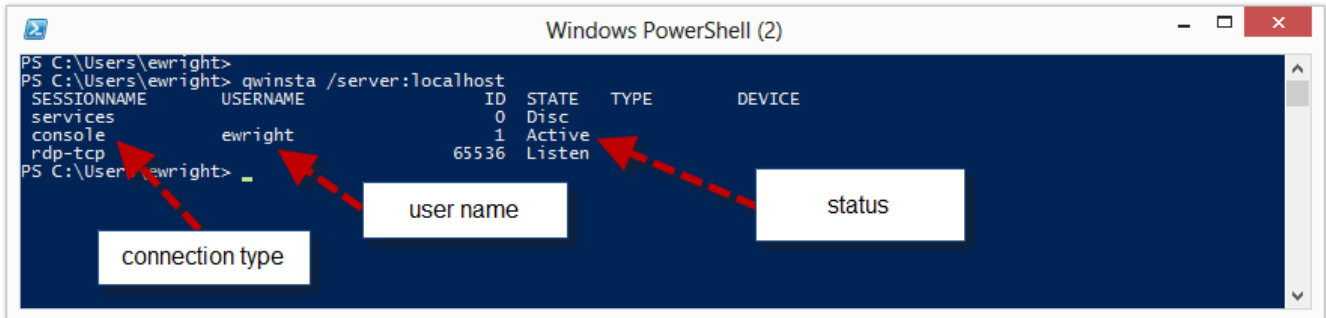 Windows PowerShell (2)
PS C:\Users\ewright>
PS C:\Users\ewright> qwinsta /server:localhost
SESSIONNAME USERNAME ID STATE TYPE DEVICE
services 0 Disc
console ewright 1 Active
rdp-tcp 65536 Listen
PS C:\Users\ewright> _
user name
status
connection type